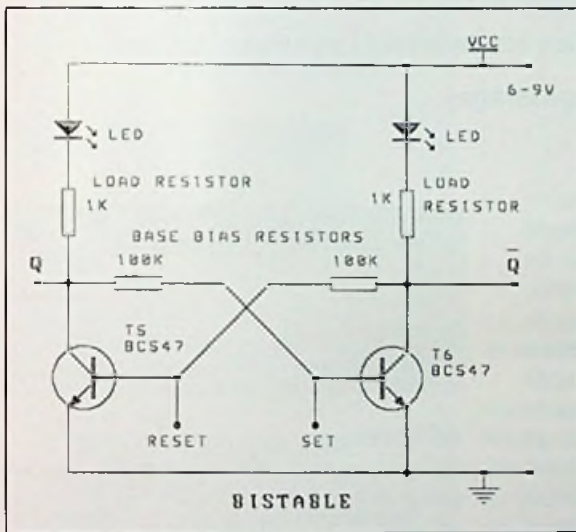 VCC
6-9V
LED
LED
LOAD RESISTOR
1K
LOAD
RESISTOR
1K
BASE BIAS RESISTORS
Q
100K
100K
Q̅
T5
BC547
T6
BC547
RESET
SET
BISTABLE